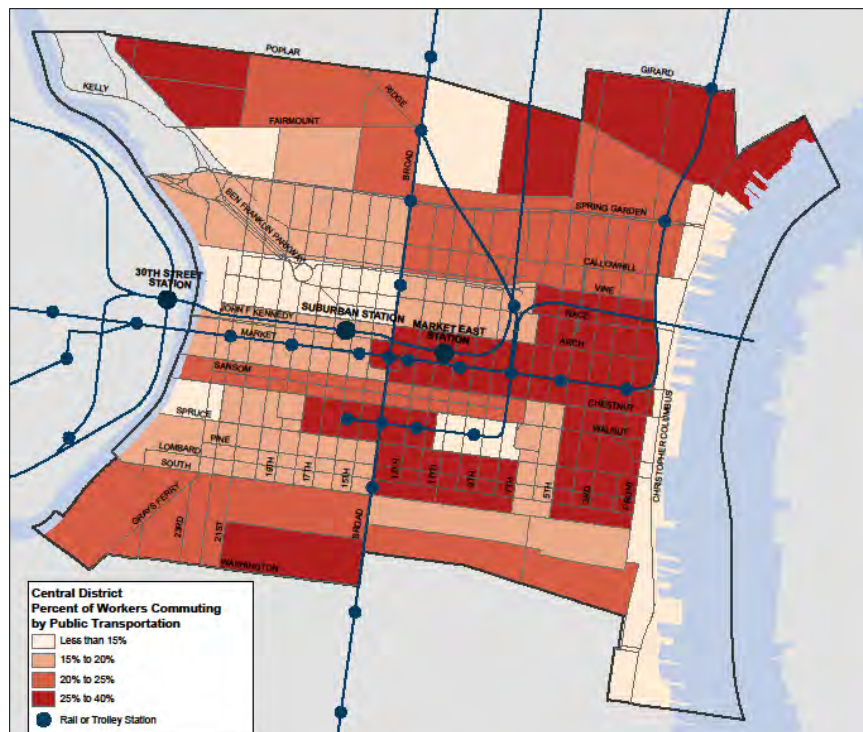 POPLAR
GIRARD
KELLY
RIDGE
FAIRMOUNT
BROAD
SPRING GARDEN
BEN FRANKLIN PARKWAY
CALLOWHILL
30TH STREET
STATION
VINE
SUBURBAN STATION
RACE
JOHN F KENNEDY
MARKET EAST
STATION
ARCH
MARKET
SANSOM
CHESTNUT
CHRISTOPHER COLUMBUS
SPRUCE
WALNUT
PINE
LOMBARD
SOUTH
19TH
17TH
15TH
7TH
5TH
3RD
FRONT
GRAYS FERRY
23RD
21ST
BROAD
WASHINGTON
Central District
Percent of Workers Commuting
by Public Transportation
Less than 15%
15% to 20%
20% to 25%
25% to 40%
Rail or Trolley Station